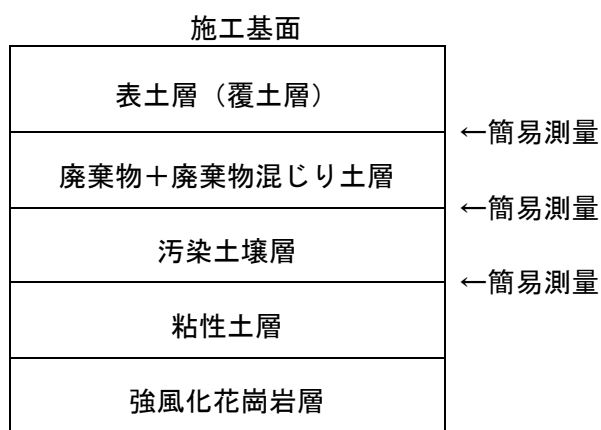 施工基面
表土層（覆土層）
←簡易測量
廃棄物＋廃棄物混じり土層
←簡易測量
汚染土壌層
←簡易測量
粘性土層
強風化花崗岩層